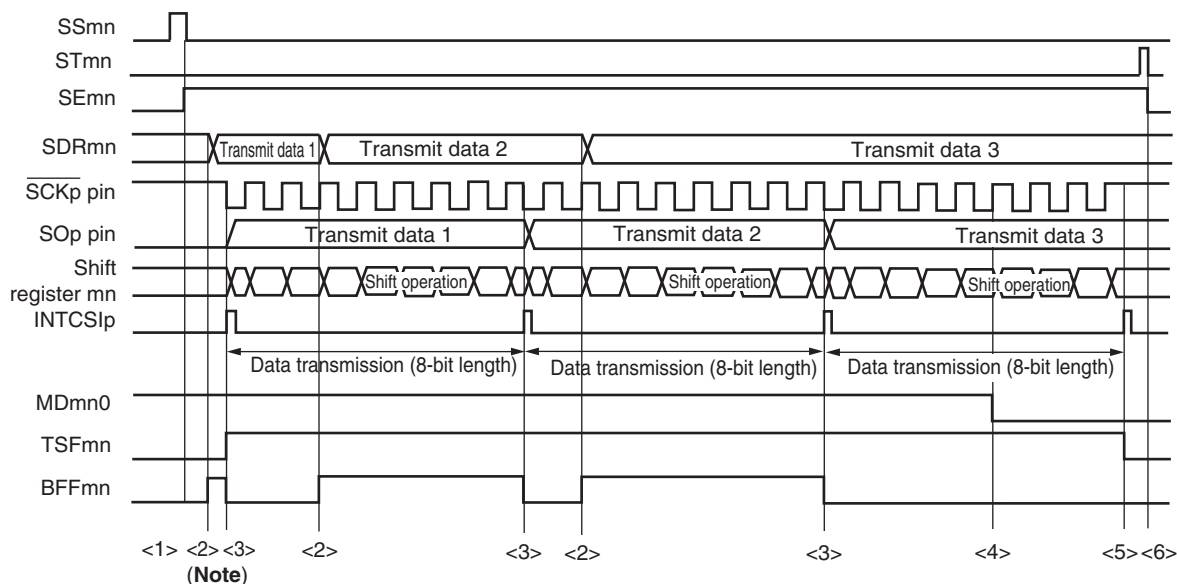 SSmn
STmn
SEmn
SDRmn Transmit data 1 Transmit data 2 Transmit data 3
SCKp pin
SOp pin Transmit data 1 Transmit data 2 Transmit data 3
Shift
register mn Shift operation Shift operation Shift operation
INTCSIp
Data transmission (8-bit length) Data transmission (8-bit length) Data transmission (8-bit length)
MDmn0
TSFmn
BFFmn
<1> <2> <3> <2> <3> <2> <3> <4> <5> <6>
(Note)